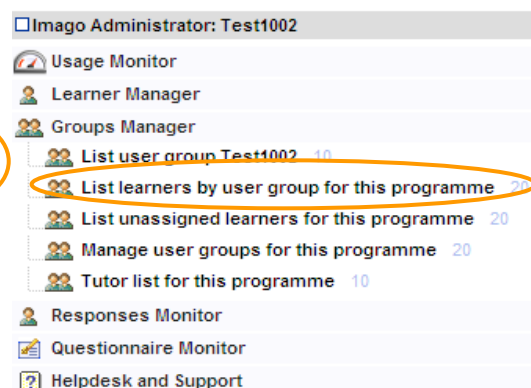 Imago Administrator: Test1002
Usage Monitor
Learner Manager
Groups Manager
List user group Test1002 10
List learners by user group for this programme 20
List unassigned learners for this programme 20
Manage user groups for this programme 20
Tutor list for this programme 10
Responses Monitor
Questionnaire Monitor
? Helpdesk and Support